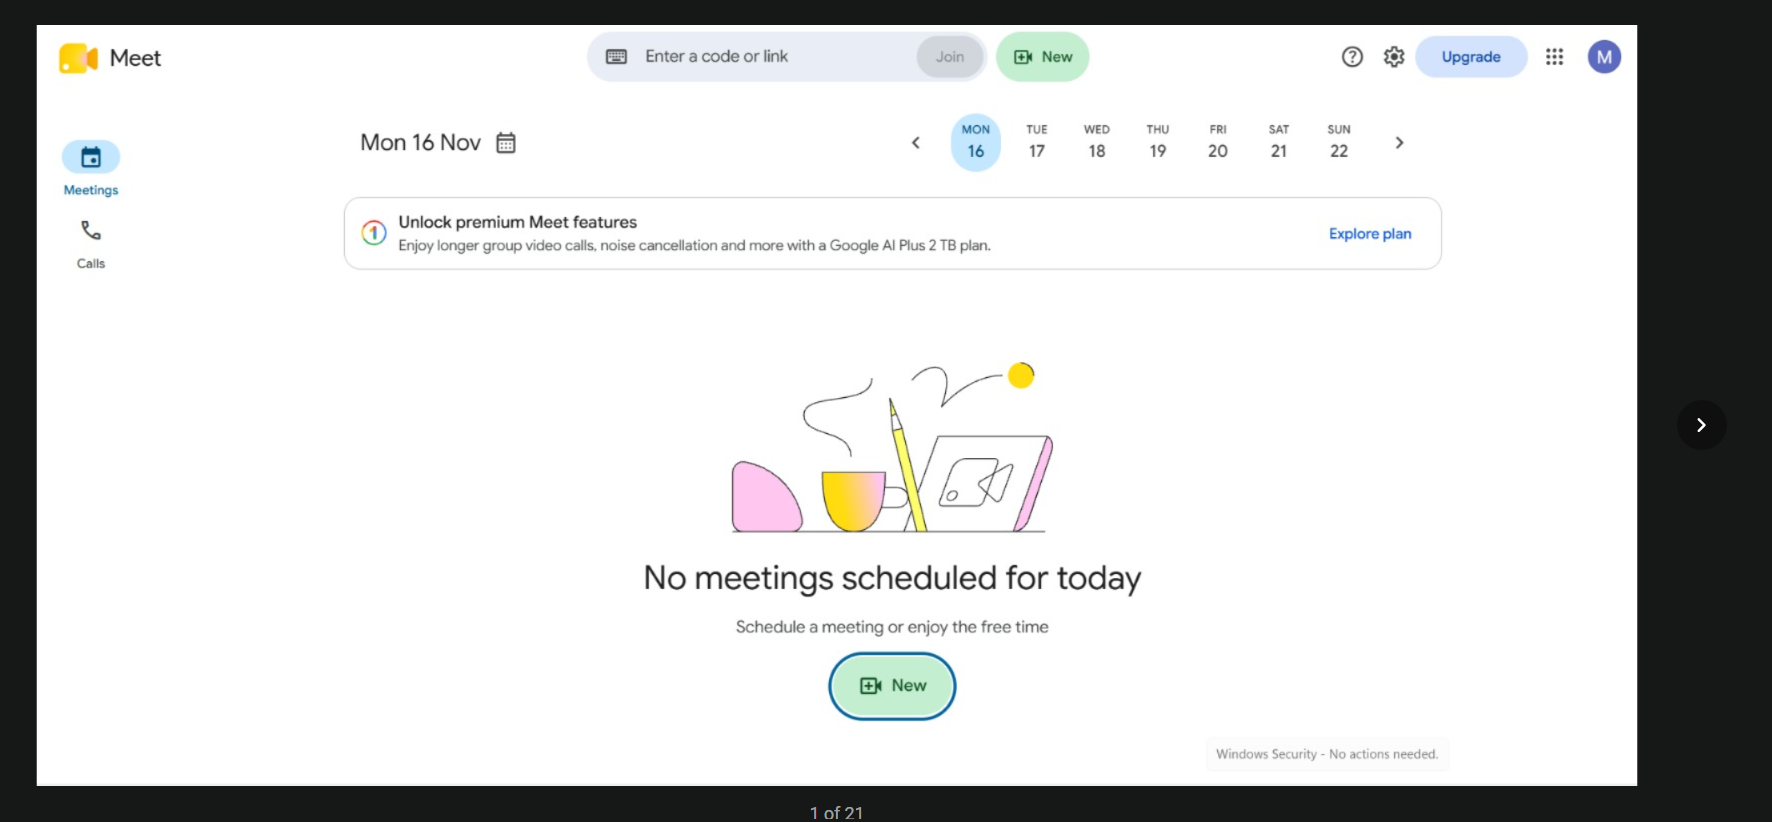 Meet
Enter a code or link
Join
New
Upgrade
M
Mon 16 Nov
MON TUE WED THU FRI SAT SUN
16 17 18 19 20 21 22
Meetings
Calls
1
Unlock premium Meet features
Enjoy longer group video calls, noise cancellation and more with a Google AI Plus 2 TB plan.
Explore plan
No meetings scheduled for today
Schedule a meeting or enjoy the free time
New
Windows Security - No actions needed.
1 of 21